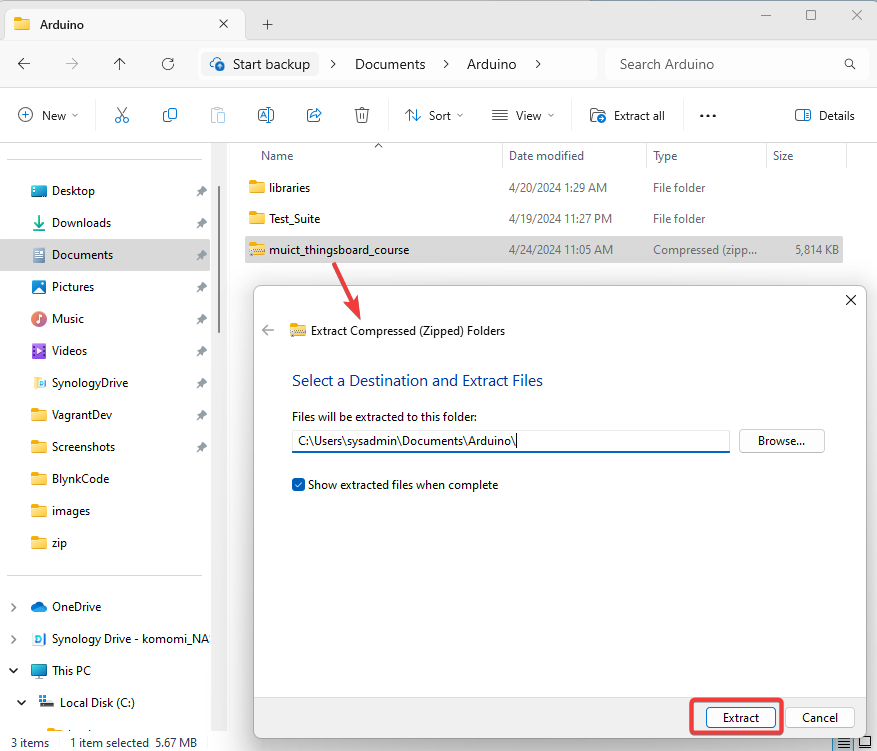 Arduino
Start backup > Documents > Arduino >
Search Arduino
New
Sort
View
Extract all
Details
Name
Date modified
Type
Size
libraries 4/20/2024 1:29 AM File folder
Test_Suite 4/19/2024 11:27 PM File folder
muict_thingsboard_course 4/24/2024 11:05 AM Compressed (zipp... 5,814 KB
Desktop
Downloads
Documents
Pictures
Music
Videos
SynologyDrive
VagrantDev
Screenshots
BlynkCode
images
zip
OneDrive
Synology Drive - komomi_NA
This PC
Local Disk (C:)
3 items
1 item selected 5.67 MB
Extract Compressed (Zipped) Folders
Select a Destination and Extract Files
Files will be extracted to this folder:
C:\Users\sysadmin\Documents\Arduino\
Browse...
Show extracted files when complete
Extract
Cancel